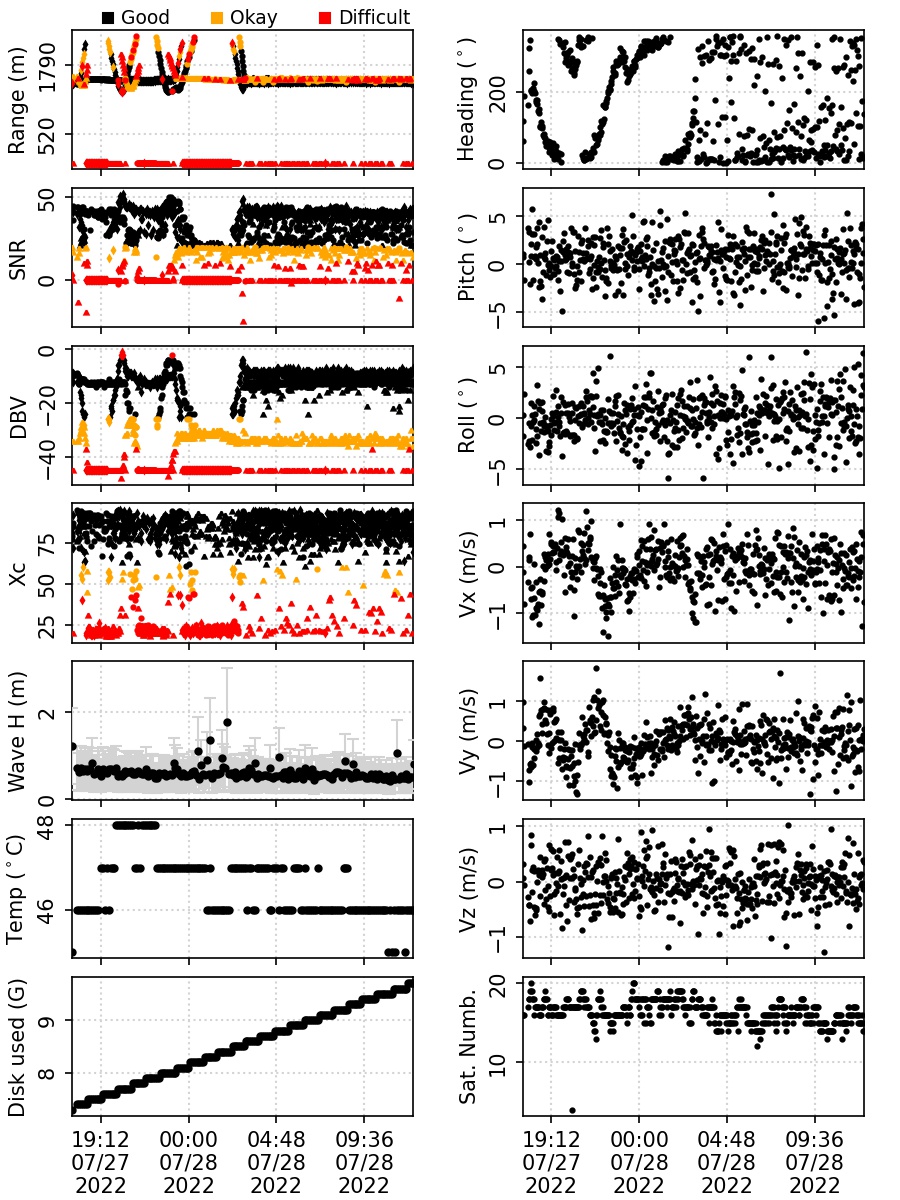 Good Okay Difficult
Range (m)
1790
520
Heading (°)
200
0
SNR
50
0
Pitch (°)
5
0
−5
DBV
0
−20
−40
Roll (°)
5
0
−5
Xc
75
50
25
Vx (m/s)
1
0
−1
Wave H (m)
2
0
Vy (m/s)
1
0
−1
Temp (°C)
48
46
Vz (m/s)
1
0
−1
Disk used (G)
9
8
Sat. Numb.
20
10
19:12 00:00 04:48 09:36
07/27 07/28 07/28 07/28
2022 2022 2022 2022
19:12 00:00 04:48 09:36
07/27 07/28 07/28 07/28
2022 2022 2022 2022